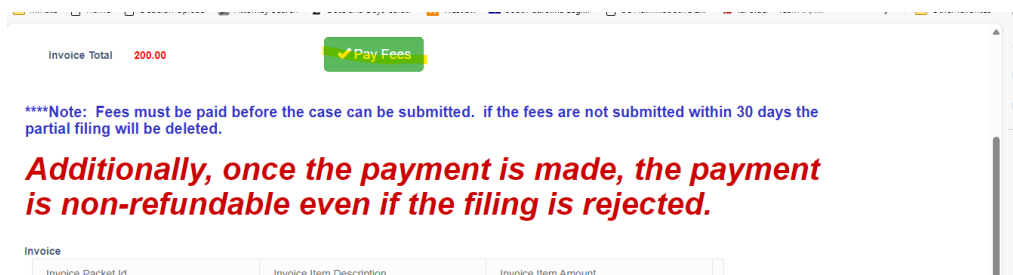 Invoice Total 200.00 Pay Fees
****Note: Fees must be paid before the case can be submitted. if the fees are not submitted within 30 days the
partial filing will be deleted.
Additionally, once the payment is made, the payment
is non-refundable even if the filing is rejected.
Invoice
Invoice Packet Id Invoice Item Description Invoice Item Amount